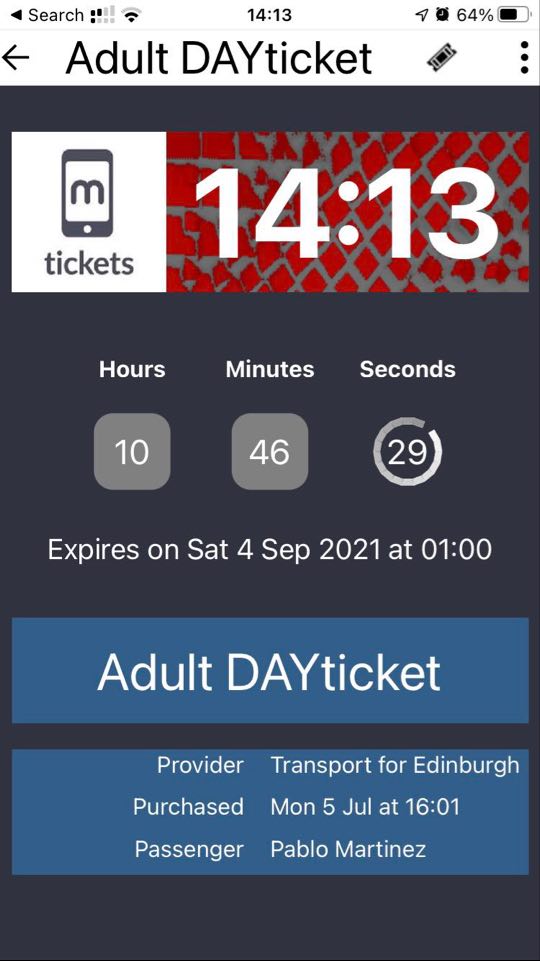 Search 14:13 64%
Adult DAYticket
m
tickets
14:13
Hours Minutes Seconds
10 46 29
Expires on Sat 4 Sep 2021 at 01:00
Adult DAYticket
Provider Transport for Edinburgh
Purchased Mon 5 Jul at 16:01
Passenger Pablo Martinez